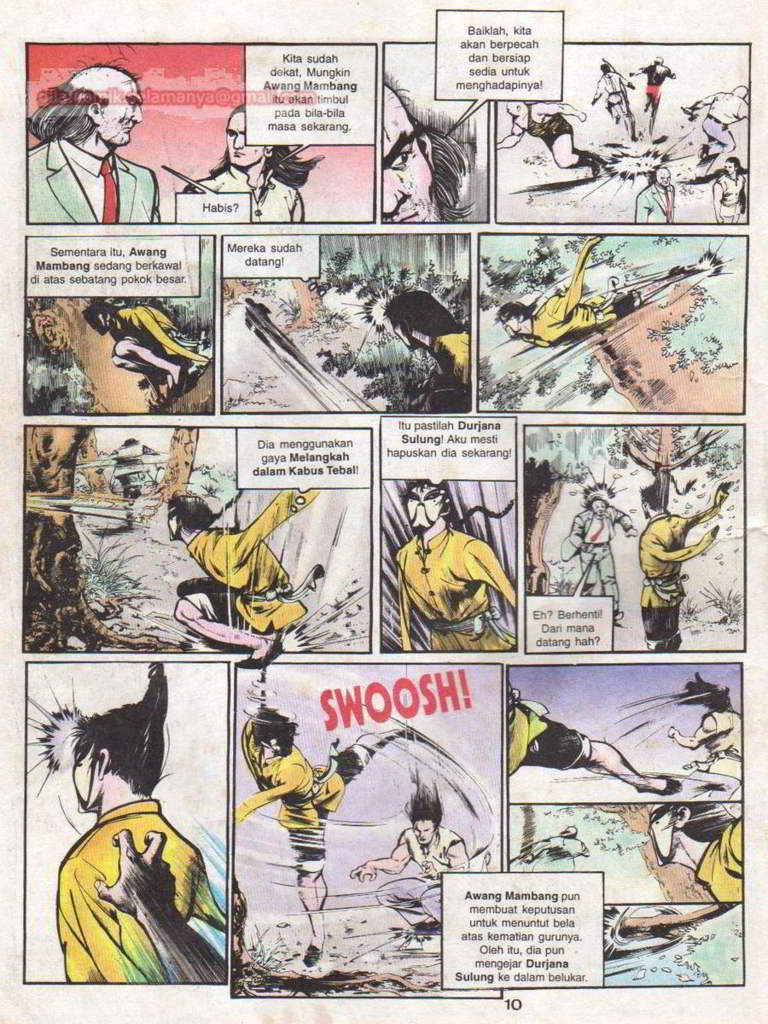 Kita sudah
dekat, Mungkin
Awang Mambang
itu akan timbul
pada bila-bila
masa sekarang.
Habis?
Baiklah, kita
akan berpecah
dan bersiap
sedia untuk
menghadapinya!
Sementara itu, Awang
Mambang sedang berkawal
di atas sebatang pokok besar.
Mereka sudah
datang!
Dia menggunakan
gaya Melangkah
dalam Kabus Tebal!
Itu pastilah Durjana
Sulung! Aku mesti
hapuskan dia sekarang!
Eh? Berhenti!
Dari mana
datang hah?
SWOOSH!
Awang Mambang pun
membuat keputusan
untuk menuntut bela
atas kematian gurunya.
Oleh itu, dia pun
mengejar Durjana
Sulung ke dalam belukar.
10